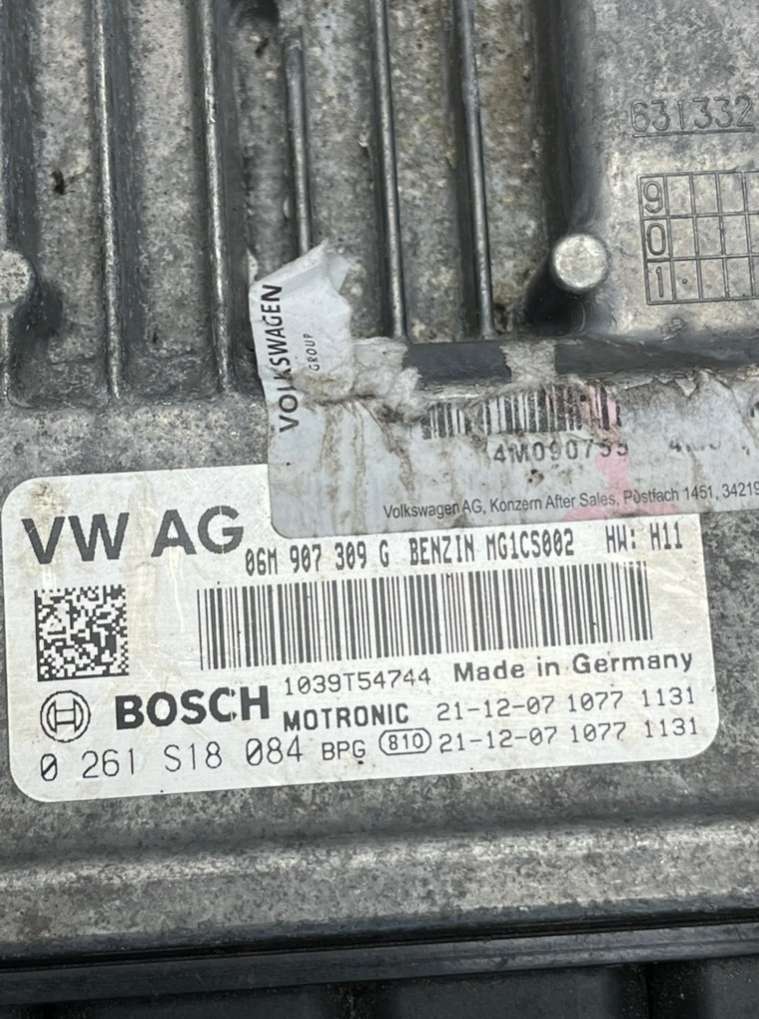 631332
9
0
1
VOLKSWAGEN
GROUP
Volkswagen AG, Konzern After Sales, Postfach 1451, 34219
VW AG
06M 907 309 G BENZIN MG1CS002 HW: H11
1039T54744 Made in Germany
BOSCH MOTRONIC 21-12-07 1077 1131
0 261 S18 084 BPG 810 21-12-07 1077 1131